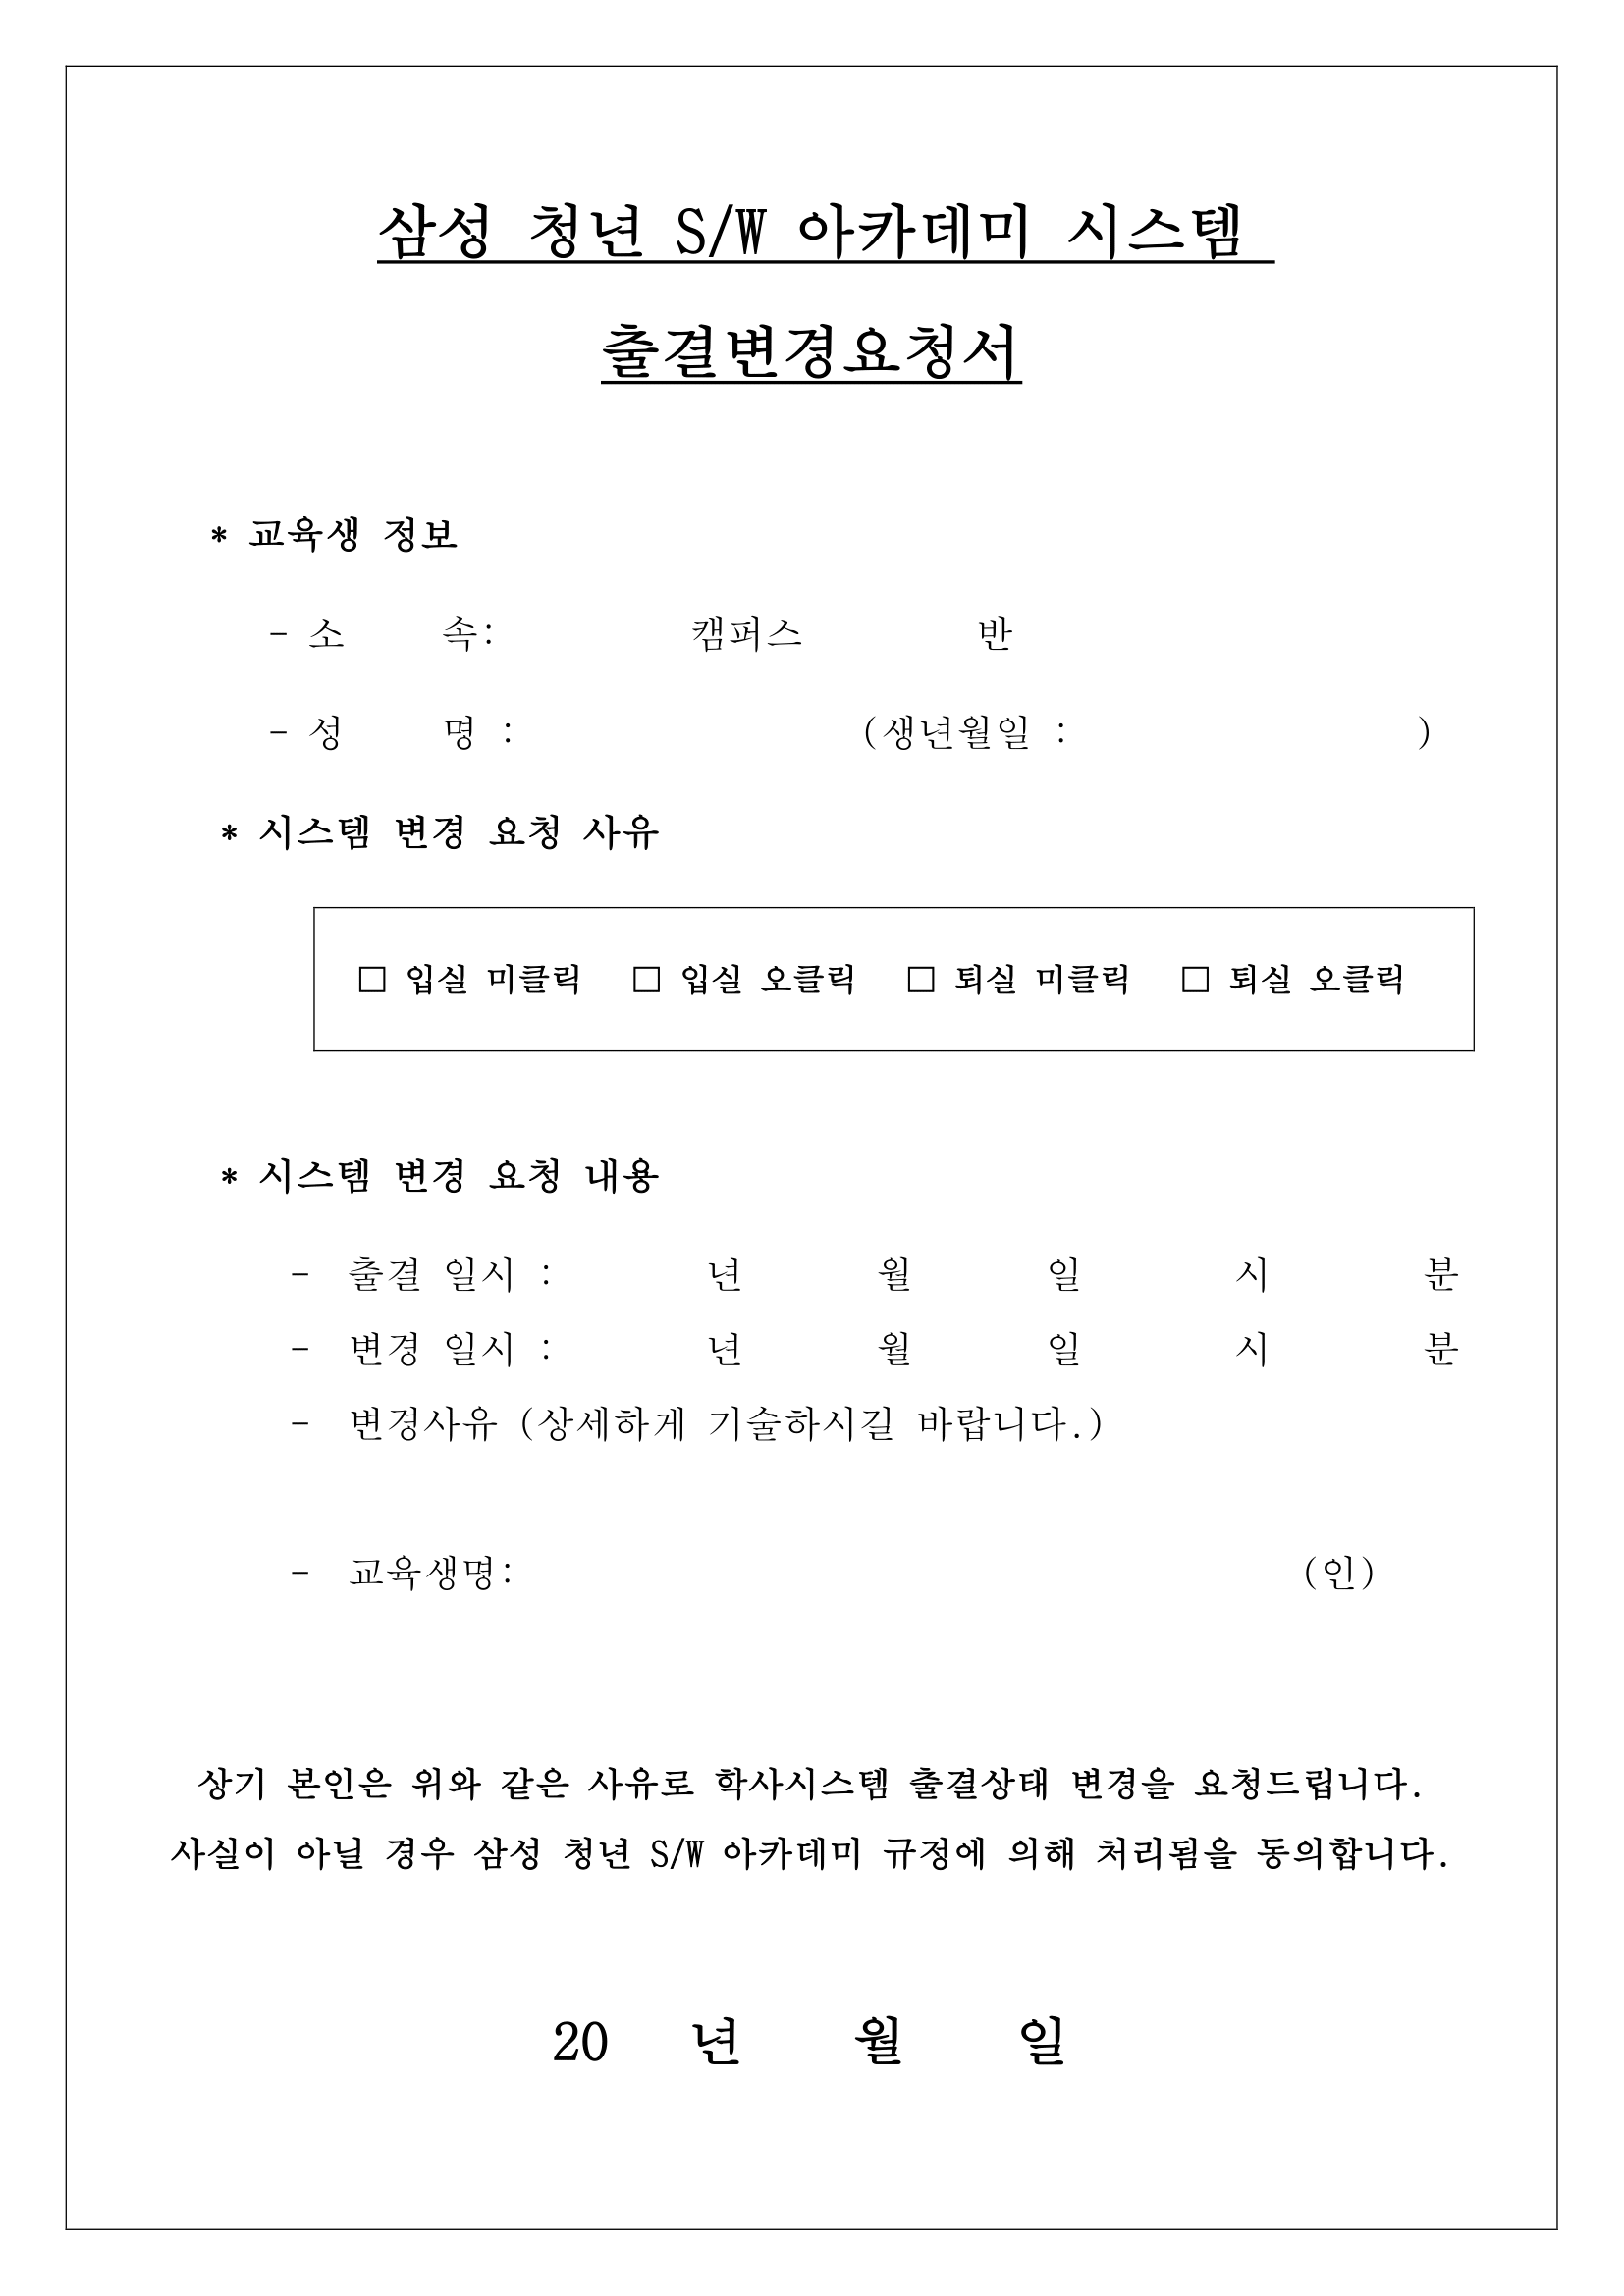 삼성 청년 S/W 아카데미 시스템
출결변경요청서
* 교육생 정보
- 소 속: 캠퍼스 반
- 성 명 : (생년월일 : )
* 시스템 변경 요청 사유
□ 입실 미클릭 □ 입실 오클릭 □ 퇴실 미클릭 □ 퇴실 오클릭
* 시스템 변경 요청 내용
- 출결 일시 : 년 월 일 시 분
- 변경 일시 : 년 월 일 시 분
- 변경사유 (상세하게 기술하시길 바랍니다.)
- 교육생명: (인)
상기 본인은 위와 같은 사유로 학사시스템 출결상태 변경을 요청드립니다.
사실이 아닐 경우 삼성 청년 S/W 아카데미 규정에 의해 처리됨을 동의합니다.
20 년 월 일